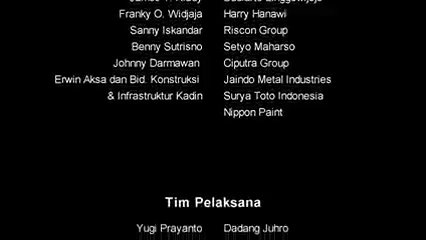 Franky O. Widjaja Harry Hanawi
Sanny Iskandar Riscon Group
Benny Sutrisno Setyo Maharso
Johnny Darmawan Ciputra Group
Erwin Aksa dan Bid. Konstruksi Jaindo Metal Industries
& Infrastruktur Kadin Surya Toto Indonesia
Nippon Paint
Tim Pelaksana
Yugi Prayanto Dadang Juhro